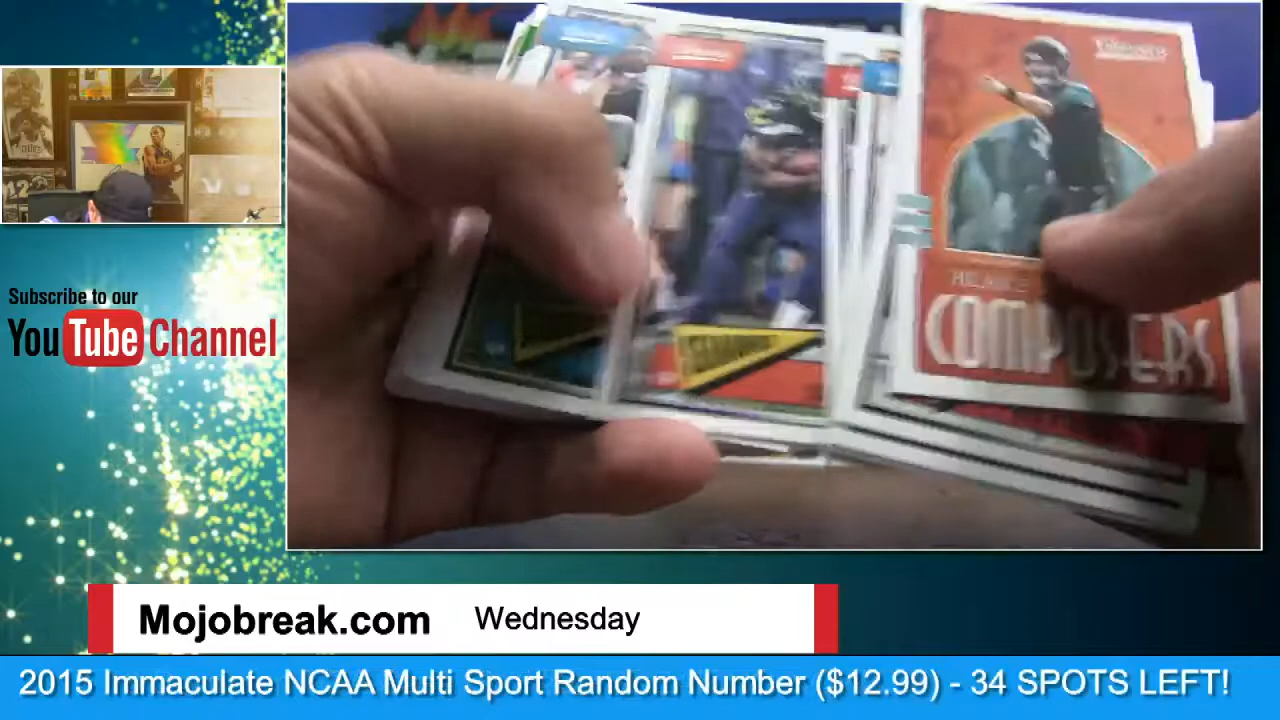 Subscribe to our
YouTube Channel
COMPOSERS
Mojobreak.com Wednesday
2015 Immaculate NCAA Multi Sport Random Number ($12.99) - 34 SPOTS LEFT!